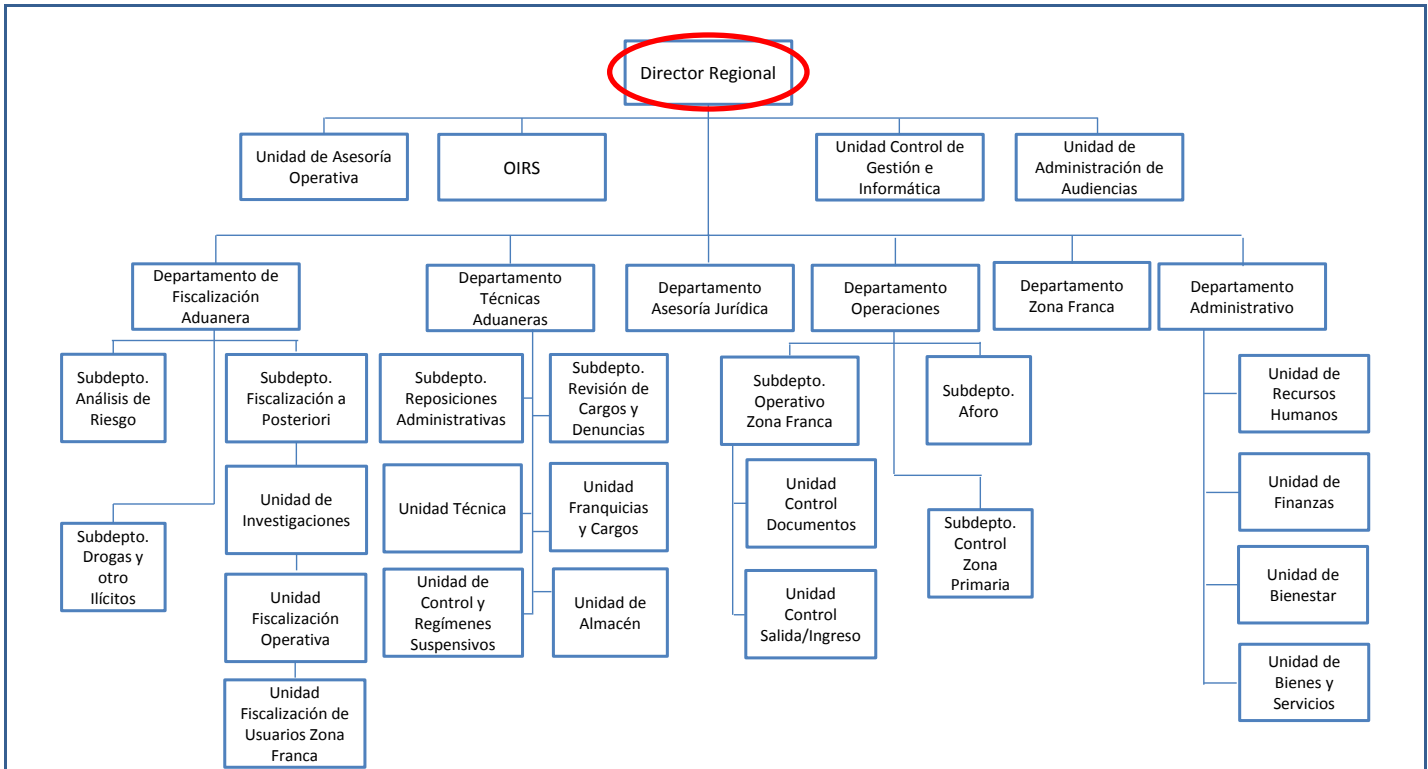 Director Regional
Unidad de Asesoría
Operativa
OIRS
Unidad Control de
Gestión e
Informática
Unidad de
Administración de
Audiencias
Departamento de
Fiscalización
Aduanera
Departamento
Técnicas
Aduaneras
Departamento
Asesoría Jurídica
Departamento
Operaciones
Departamento
Zona Franca
Departamento
Administrativo
Subdepto.
Análisis de
Riesgo
Subdepto.
Fiscalización a
Posteriori
Subdepto.
Reposiciones
Administrativas
Subdepto.
Revisión de
Cargos y
Denuncias
Subdepto.
Operativo
Zona Franca
Subdepto.
Aforo
Unidad de
Recursos
Humanos
Unidad de
Investigaciones
Unidad Técnica
Unidad
Franquicias
y Cargos
Unidad
Control
Documentos
Unidad de
Finanzas
Subdepto.
Drogas y
otro
Ilícitos
Subdepto.
Control
Zona
Primaria
Unidad
Fiscalización
Operativa
Unidad de
Control y
Regímenes
Suspensivos
Unidad de
Almacén
Unidad
Control
Salida/Ingreso
Unidad de
Bienestar
Unidad
Fiscalización de
Usuarios Zona
Franca
Unidad de
Bienes y
Servicios